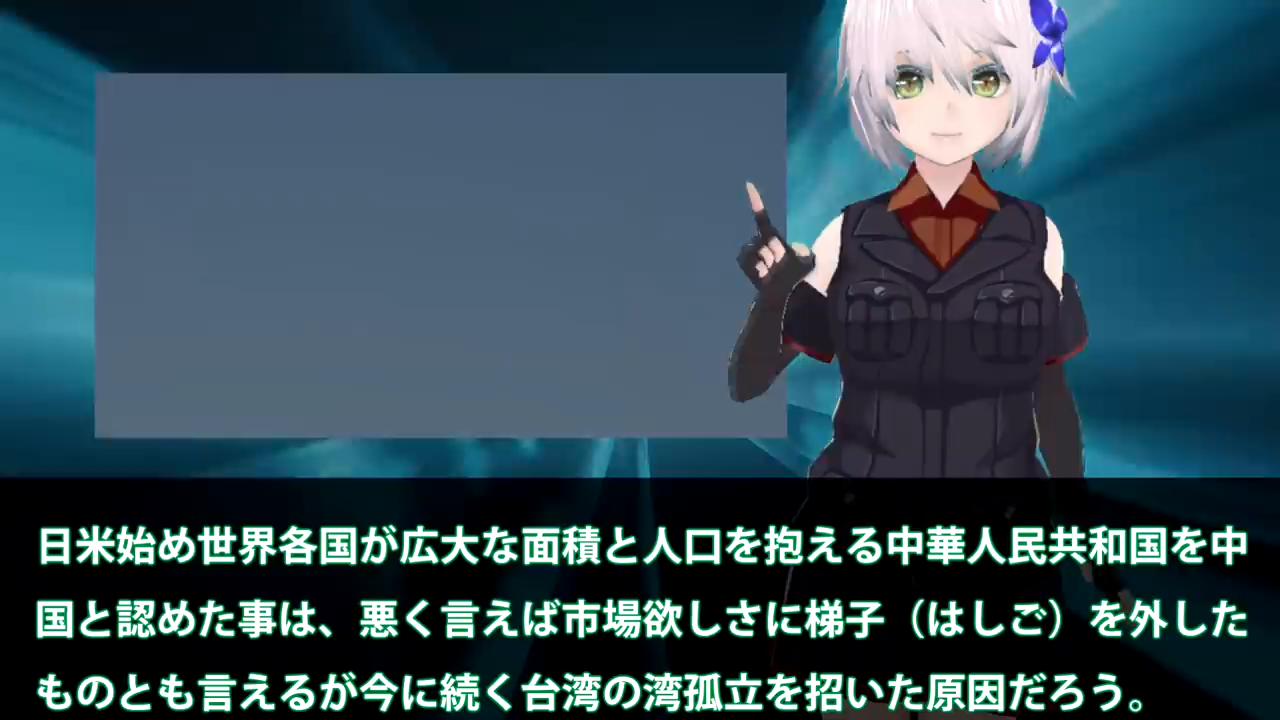 日米始め世界各国が広大な面積と人口を抱える中華人民共和国を中
国と認めた事は、悪く言えば市場欲しさに梯子（はしご）を外した
ものとも言えるが今に続く台湾の湾孤立を招いた原因だろう。